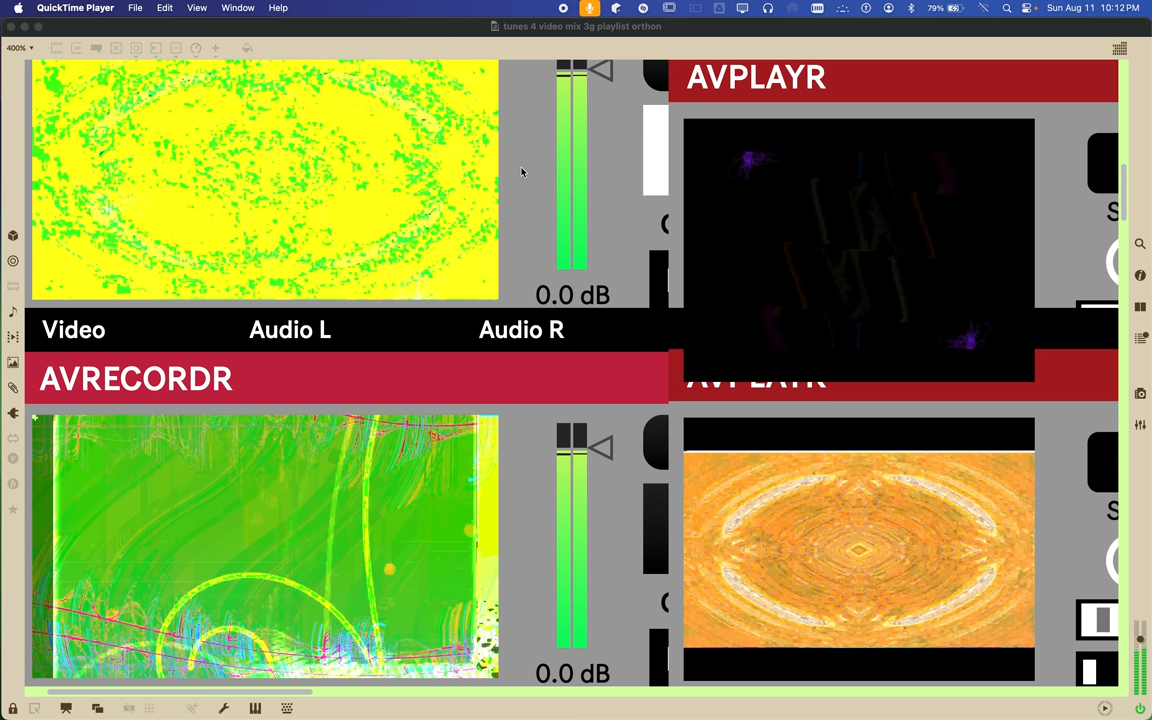 QuickTime Player File Edit View Window Help
79% Sun Aug 11 10:12 PM
tunes 4 video mix 3g playlist orthon
400%
AVPLAYR
0.0 dB
Video Audio L Audio R
AVRECORDR
AVPLAYR
0.0 dB